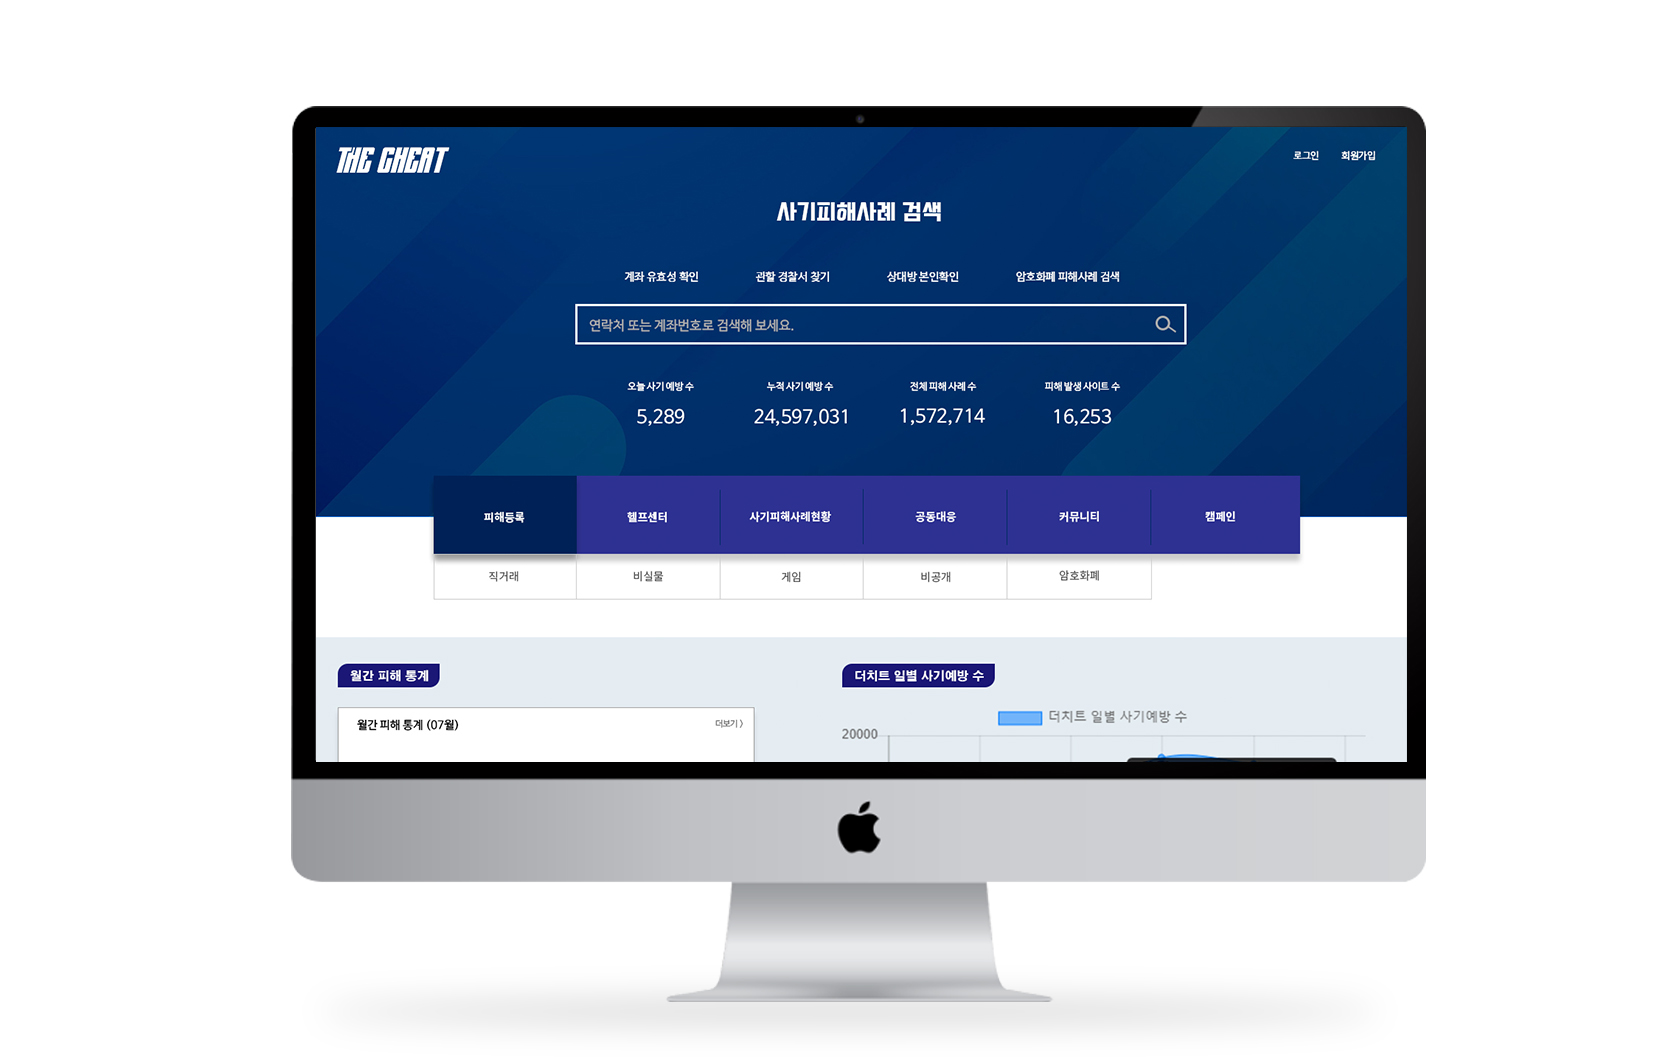 THE CHEAT
로그인 회원가입
사기피해사례 검색
계좌 유효성 확인 관할 경찰서 찾기 상대방 본인확인 암호화폐 피해사례 검색
연락처 또는 계좌번호로 검색해 보세요.
오늘 사기 예방 수 누적 사기 예방 수 전체 피해 사례 수 피해 발생 사이트 수
5,289 24,597,031 1,572,714 16,253
피해등록 헬프센터 사기피해사례현황 공동대응 커뮤니티 캠페인
직거래 비실물 게임 비공개 암호화폐
월간 피해 통계 더치트 일별 사기예방 수
월간 피해 통계 (07월) 더보기 〉
더치트 일별 사기예방 수
20000